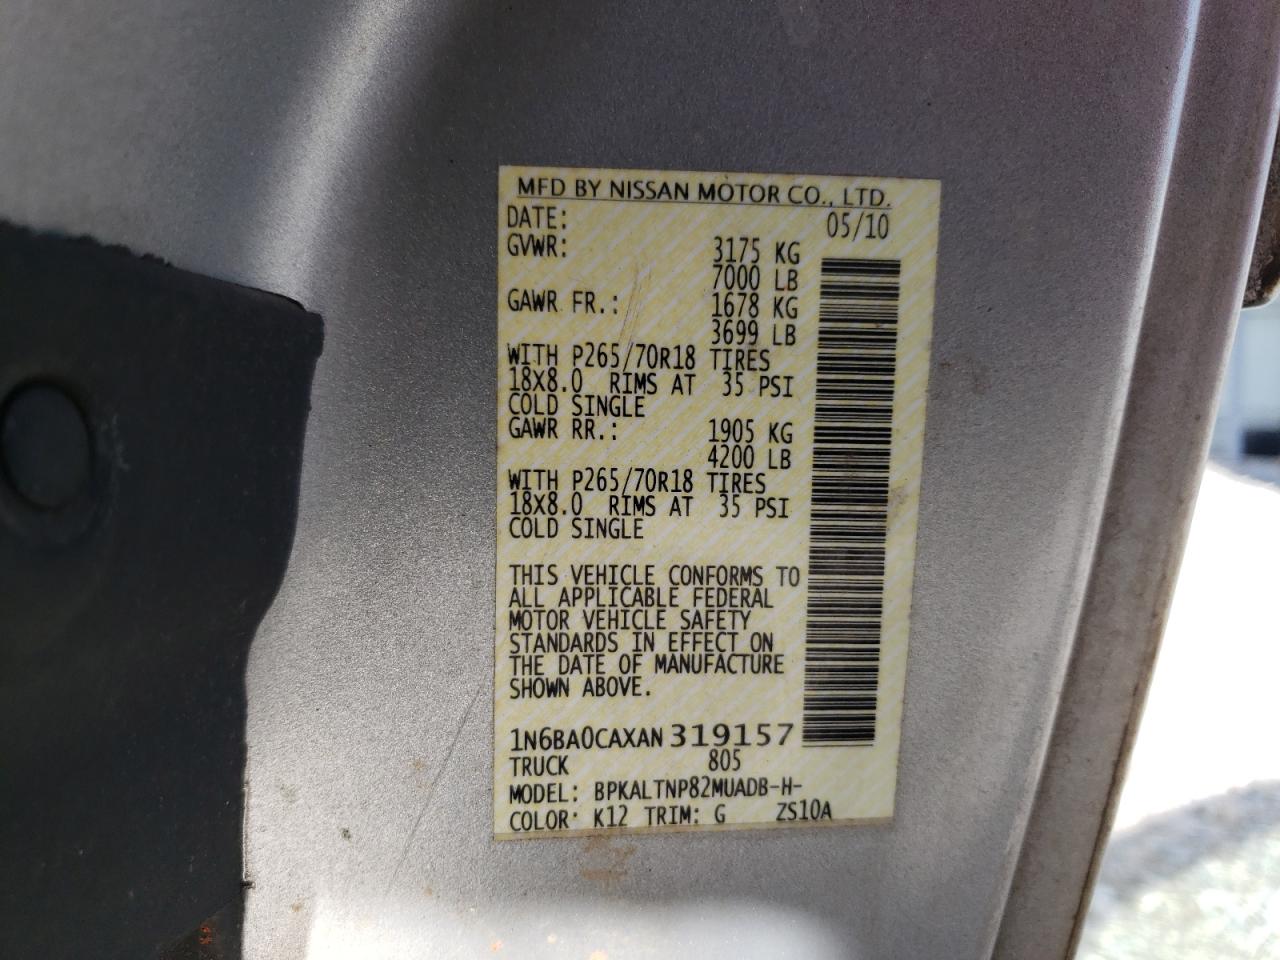 MFD BY NISSAN MOTOR CO., LTD.
DATE: 05/10
GVWR: 3175 KG
7000 LB
GAWR FR.: 1678 KG
3699 LB
WITH P265/70R18 TIRES
18X8.0 RIMS AT 35 PSI
COLD SINGLE
GAWR RR.: 1905 KG
4200 LB
WITH P265/70R18 TIRES
18X8.0 RIMS AT 35 PSI
COLD SINGLE
THIS VEHICLE CONFORMS TO
ALL APPLICABLE FEDERAL
MOTOR VEHICLE SAFETY
STANDARDS IN EFFECT ON
THE DATE OF MANUFACTURE
SHOWN ABOVE.
1N6BA0CAXAN319157
TRUCK 805
MODEL: BPKALTNP82MUADB-H-
COLOR: K12 TRIM: G ZS10A